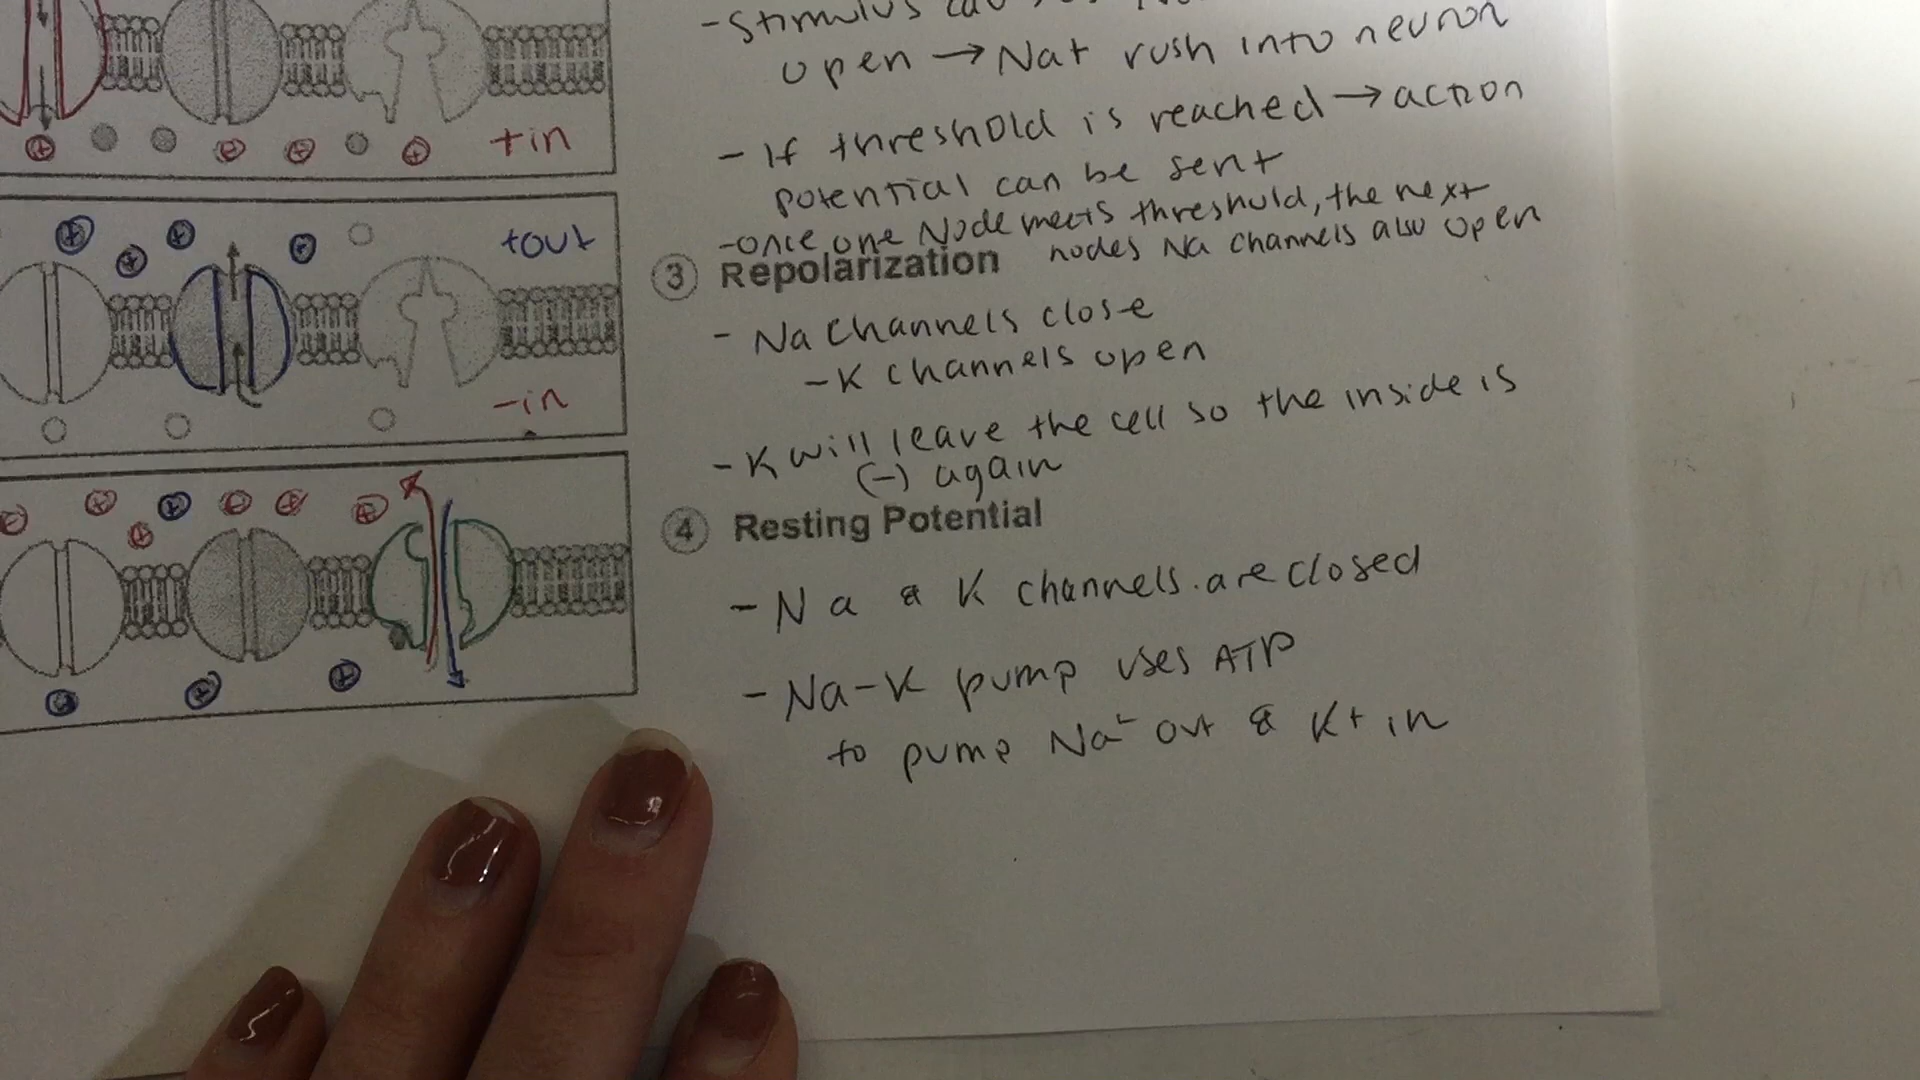 - Stimulus
open → Na+ rush into neuron
- If threshold is reached → action
potential can be sent
- once one Node meets threshold, the next
nodes Na channels also open
+in
+out
3 Repolarization
- Na channels close
- K channels open
- K will leave the cell so the inside is
(-) again
-in
4 Resting Potential
- Na & K channels are closed
- Na-K pump uses ATP
to pump Na+ out & K+ in